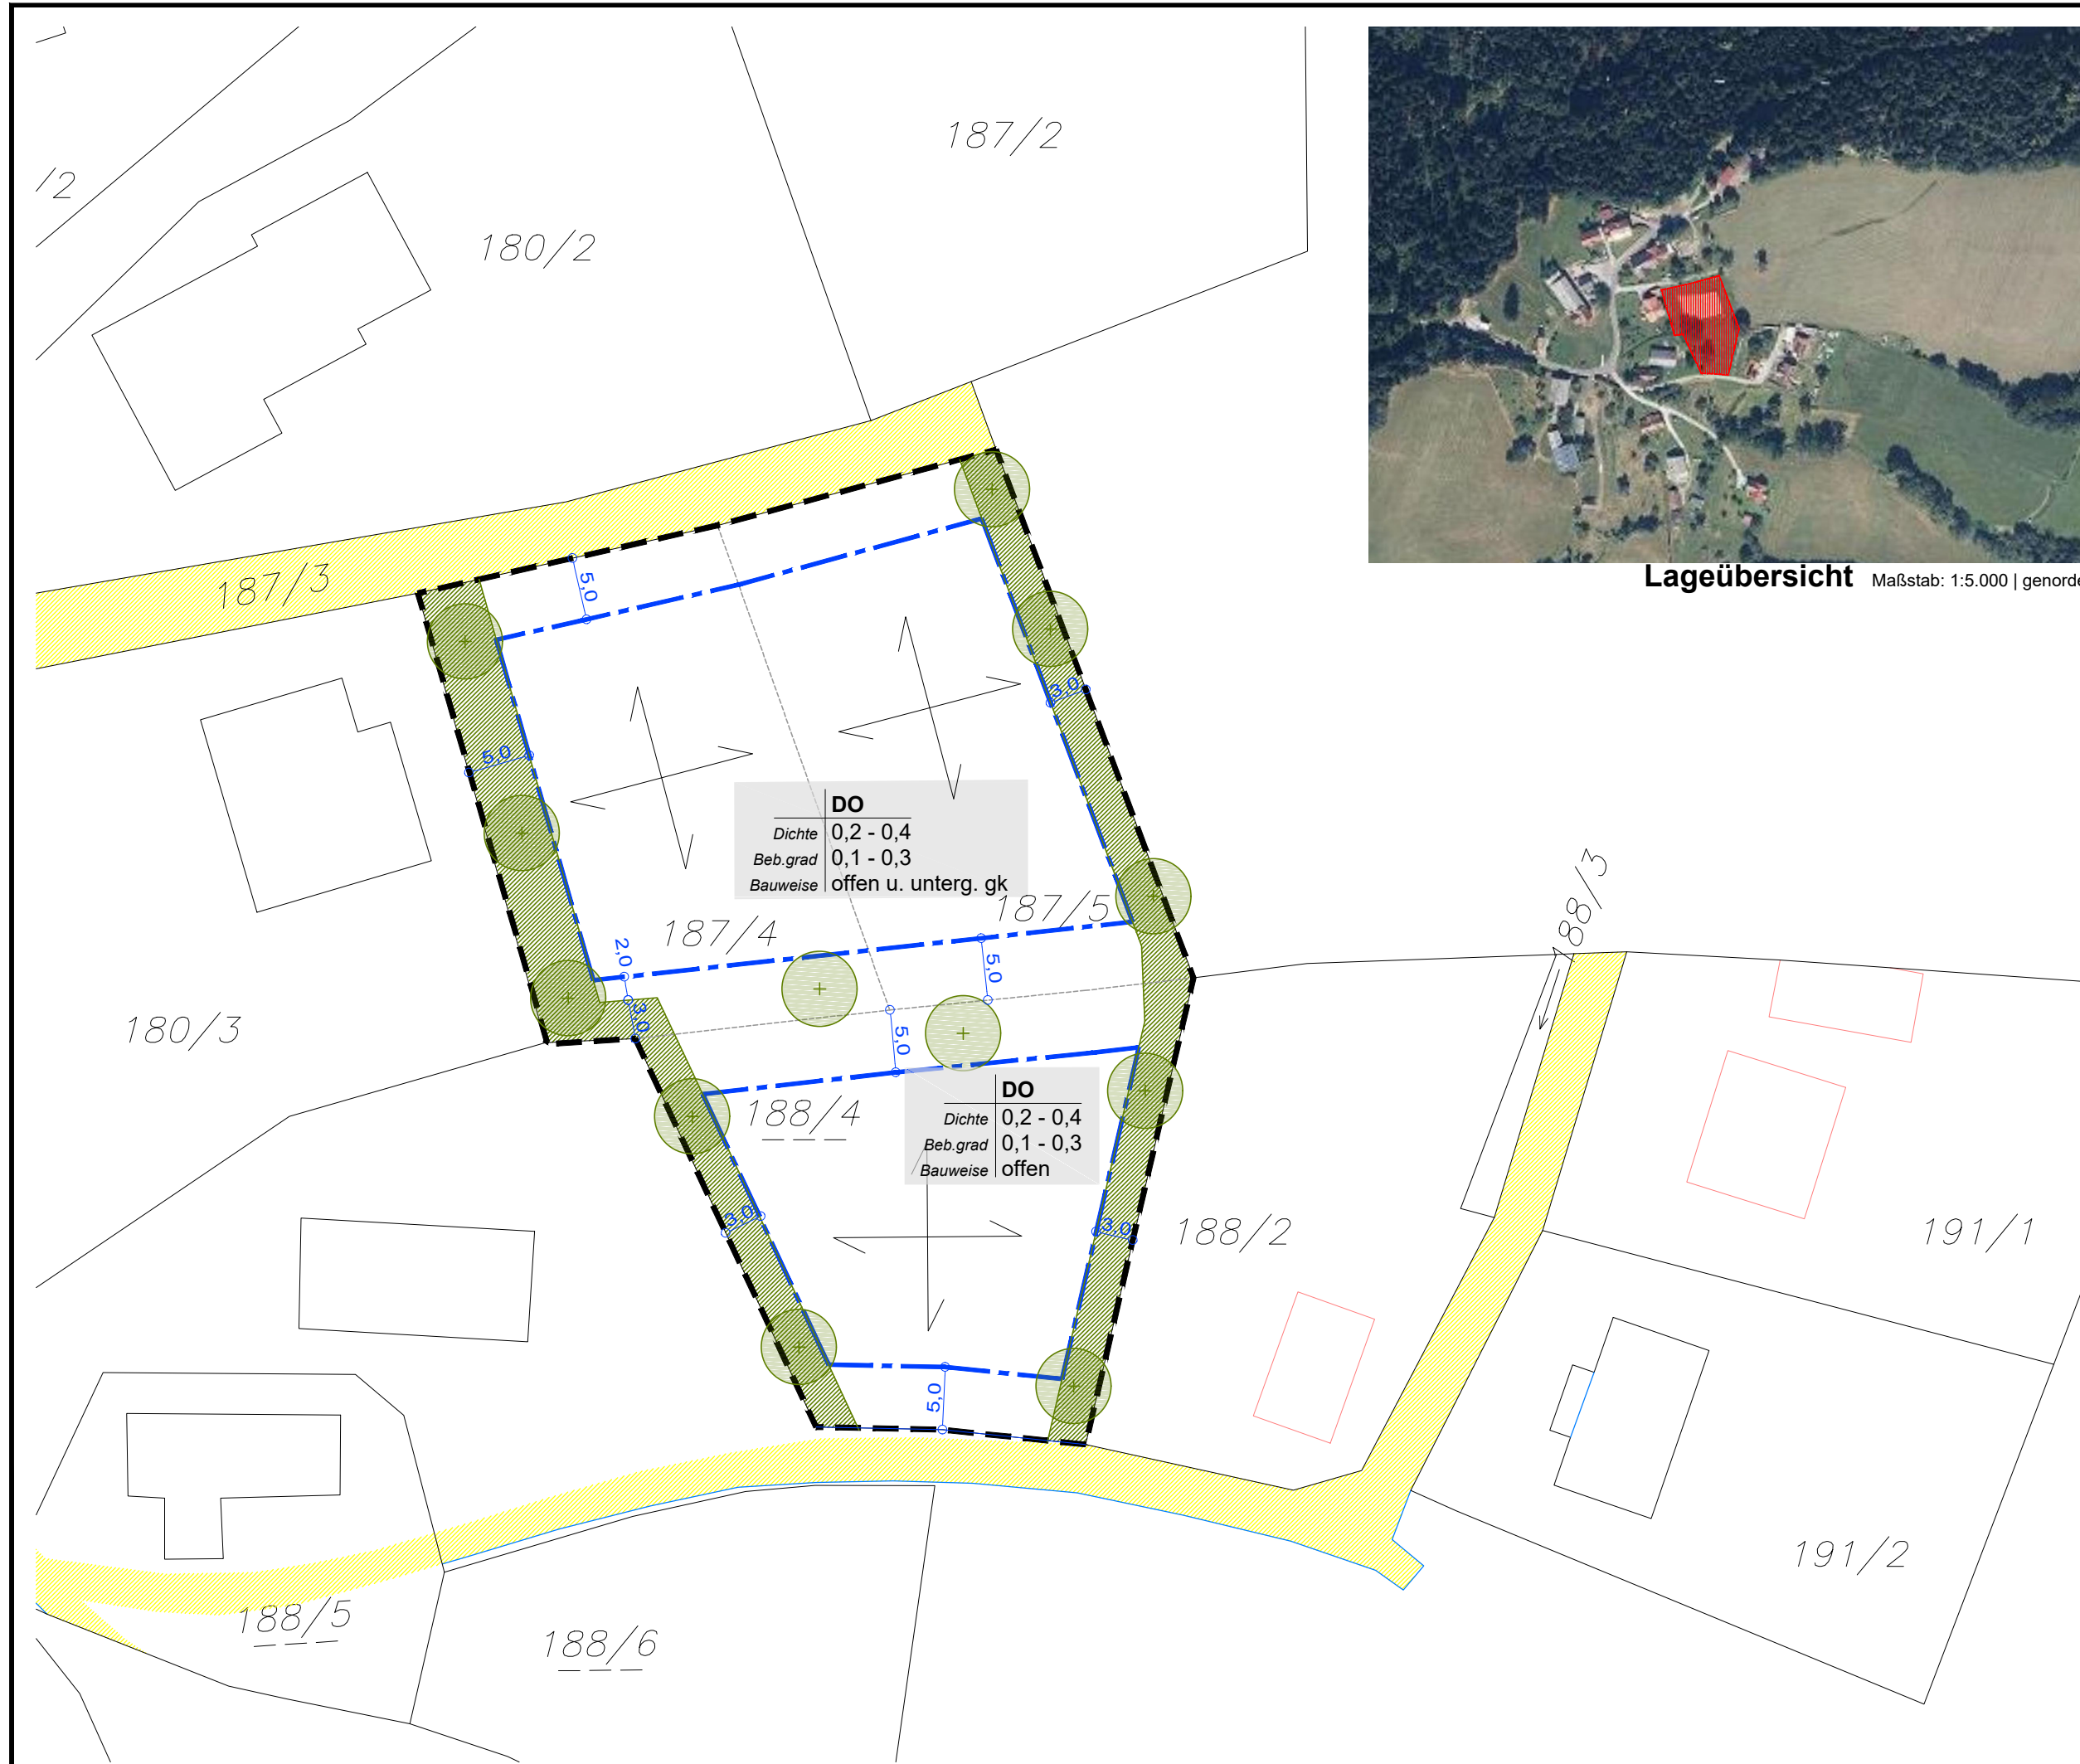 187/2
/2
180/2
Lageübersicht Maßstab: 1:5.000 |
187/3
5,0
3,0
5,0
DO
Dichte 0,2 - 0,4
Beb.grad 0,1 - 0,3
Bauweise offen u. unterg. gk
187/5
187/4
88/3
2,0
5,0
3,0
5,0
180/3
DO
Dichte 0,2 - 0,4
Beb.grad 0,1 - 0,3
Bauweise offen
188/4
3,0
3,0
188/2
191/1
5,0
191/2
188/5
188/6